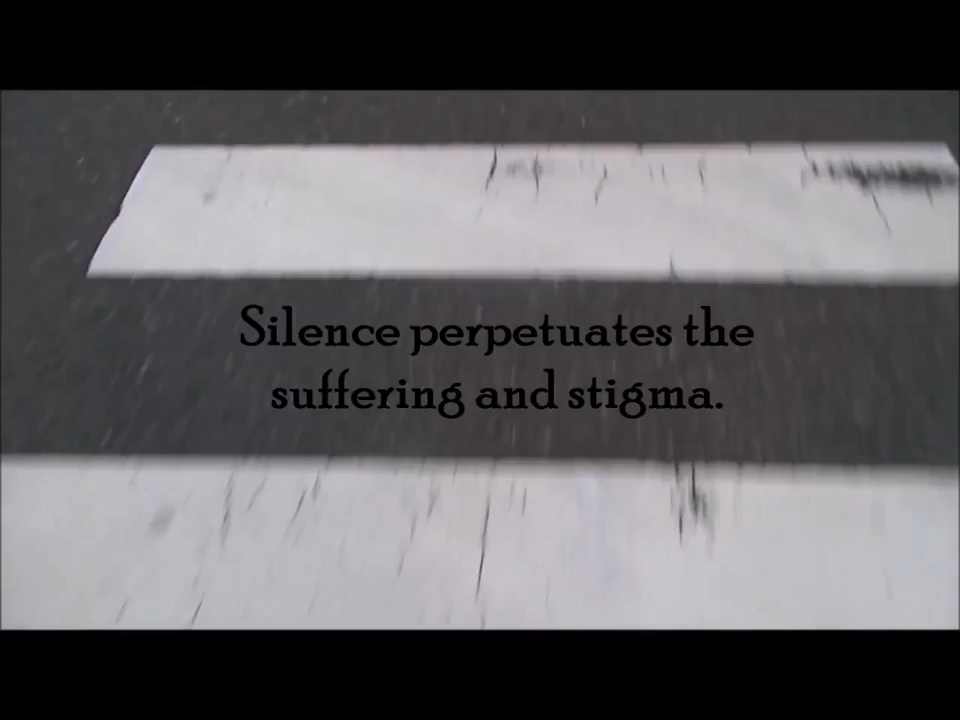 Silence perpetuates the
suffering and stigma.